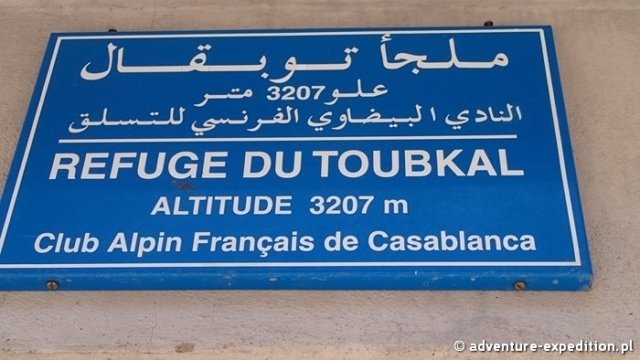 ملجأ توبقال
علو 3207 متر
النادي البيضاوي الفرنسي للتسلق
REFUGE DU TOUBKAL
ALTITUDE 3207 m
Club Alpin Français de Casablanca
© adventure-expedition.pl